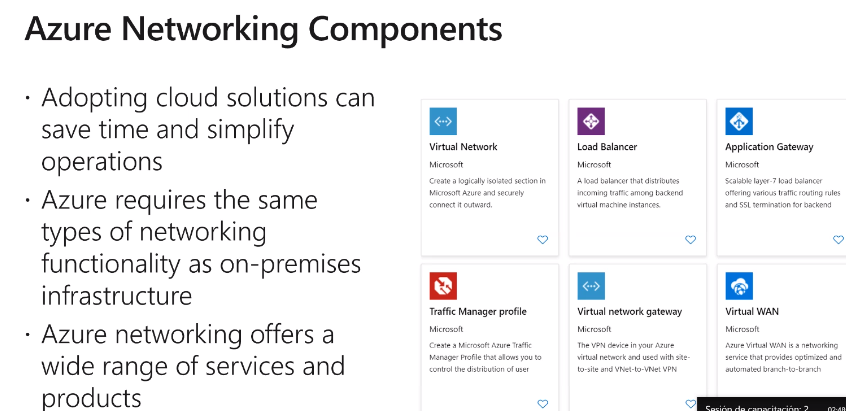 Azure Networking Components
• Adopting cloud solutions can
save time and simplify
operations
• Azure requires the same
types of networking
functionality as on-premises
infrastructure
• Azure networking offers a
wide range of services and
products
Virtual Network
Microsoft
Create a logically isolated section in
Microsoft Azure and securely
connect it outward.
Load Balancer
Microsoft
A load balancer that distributes
incoming traffic among backend
virtual machine instances.
Application Gateway
Microsoft
Scalable layer-7 load balancer
offering various traffic routing rules
and SSL termination for backend
Traffic Manager profile
Microsoft
Create a Microsoft Azure Traffic
Manager Profile that allows you to
control the distribution of user
Virtual network gateway
Microsoft
The VPN device in your Azure
virtual network and used with site-
to-site and VNet-to-VNet VPN
Virtual WAN
Microsoft
Azure Virtual WAN is a networking
service that provides optimized and
automated branch-to-branch
Sesión de capacitación: 2
02:48